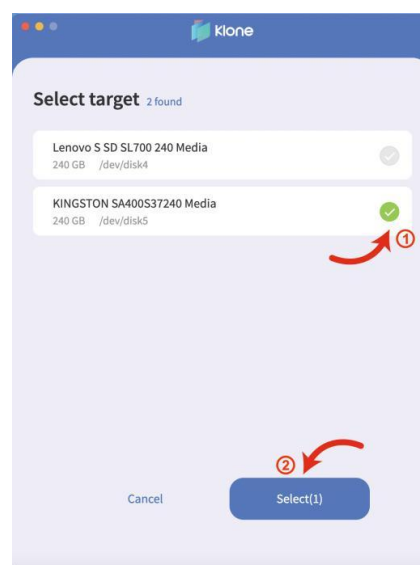 Klone
Select target 2 found
Lenovo S SD SL700 240 Media
240 GB /dev/disk4
KINGSTON SA400S37240 Media
240 GB /dev/disk5
①
②
Cancel Select(1)